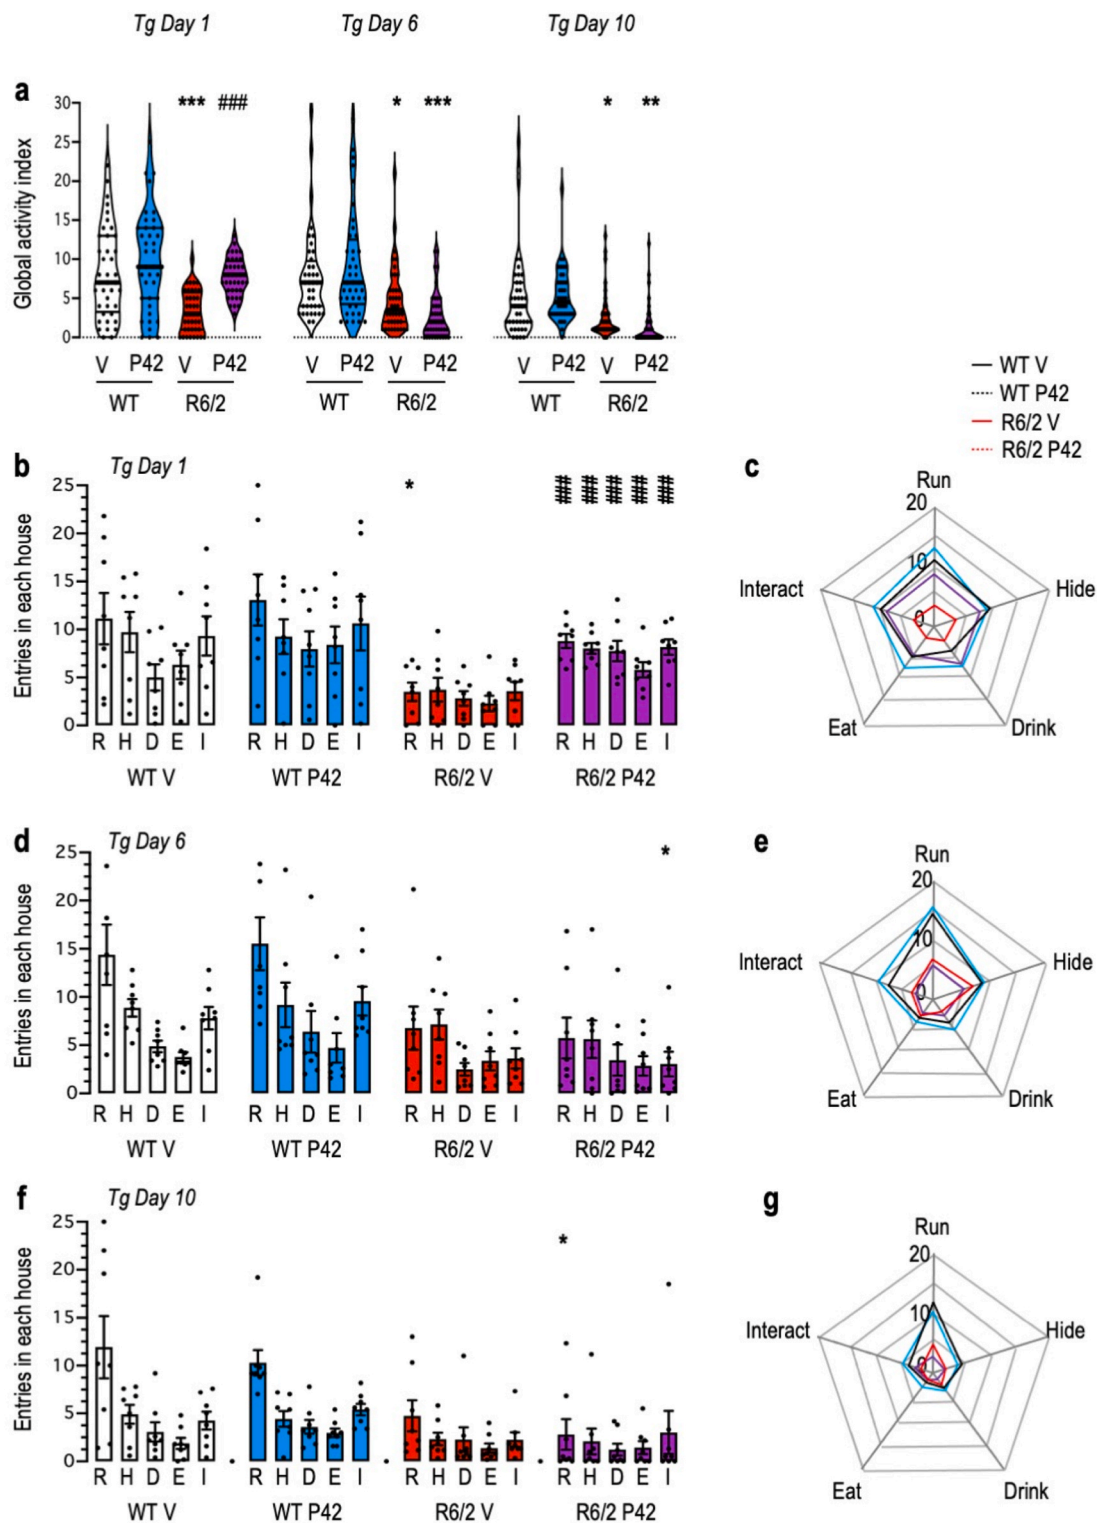 Tg Day 1 Tg Day 6 Tg Day 10
a
*** ### * *** * **
Global activity index
30
25
20
15
10
5
0
V P42 V P42 V P42 V P42 V P42 V P42
WT R6/2 WT R6/2 WT R6/2
WT V
WT P42
R6/2 V
R6/2 P42
b Tg Day 1
Entries in each house
25
20
15
10
5
0
* ### ### ### ### ###
R H D E I R H D E I R H D E I R H D E I
WT V WT P42 R6/2 V R6/2 P42
c
Run
20
10
0
Interact Hide
Eat Drink
d Tg Day 6
Entries in each house
25
20
15
10
5
0
*
R H D E I R H D E I R H D E I R H D E I
WT V WT P42 R6/2 V R6/2 P42
e
Run
20
10
0
Interact Hide
Eat Drink
f Tg Day 10
Entries in each house
25
20
15
10
5
0
*
R H D E I R H D E I R H D E I R H D E I
WT V WT P42 R6/2 V R6/2 P42
g
Run
20
10
0
Interact Hide
Eat Drink